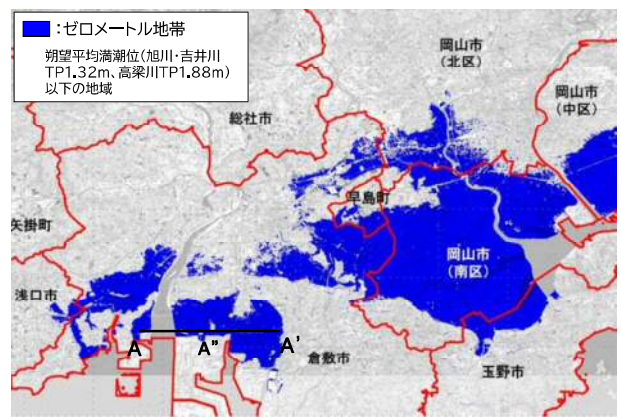 ：ゼロメートル地帯
朔望平均満潮位(旭川・吉井川
TP1.32m、高梁川TP1.88m)
以下の地域
岡山市
(北区)
岡山市
(中区)
総社市
早島町
矢掛町
岡山市
(南区)
浅口市
A
A"
A'
倉敷市
玉野市